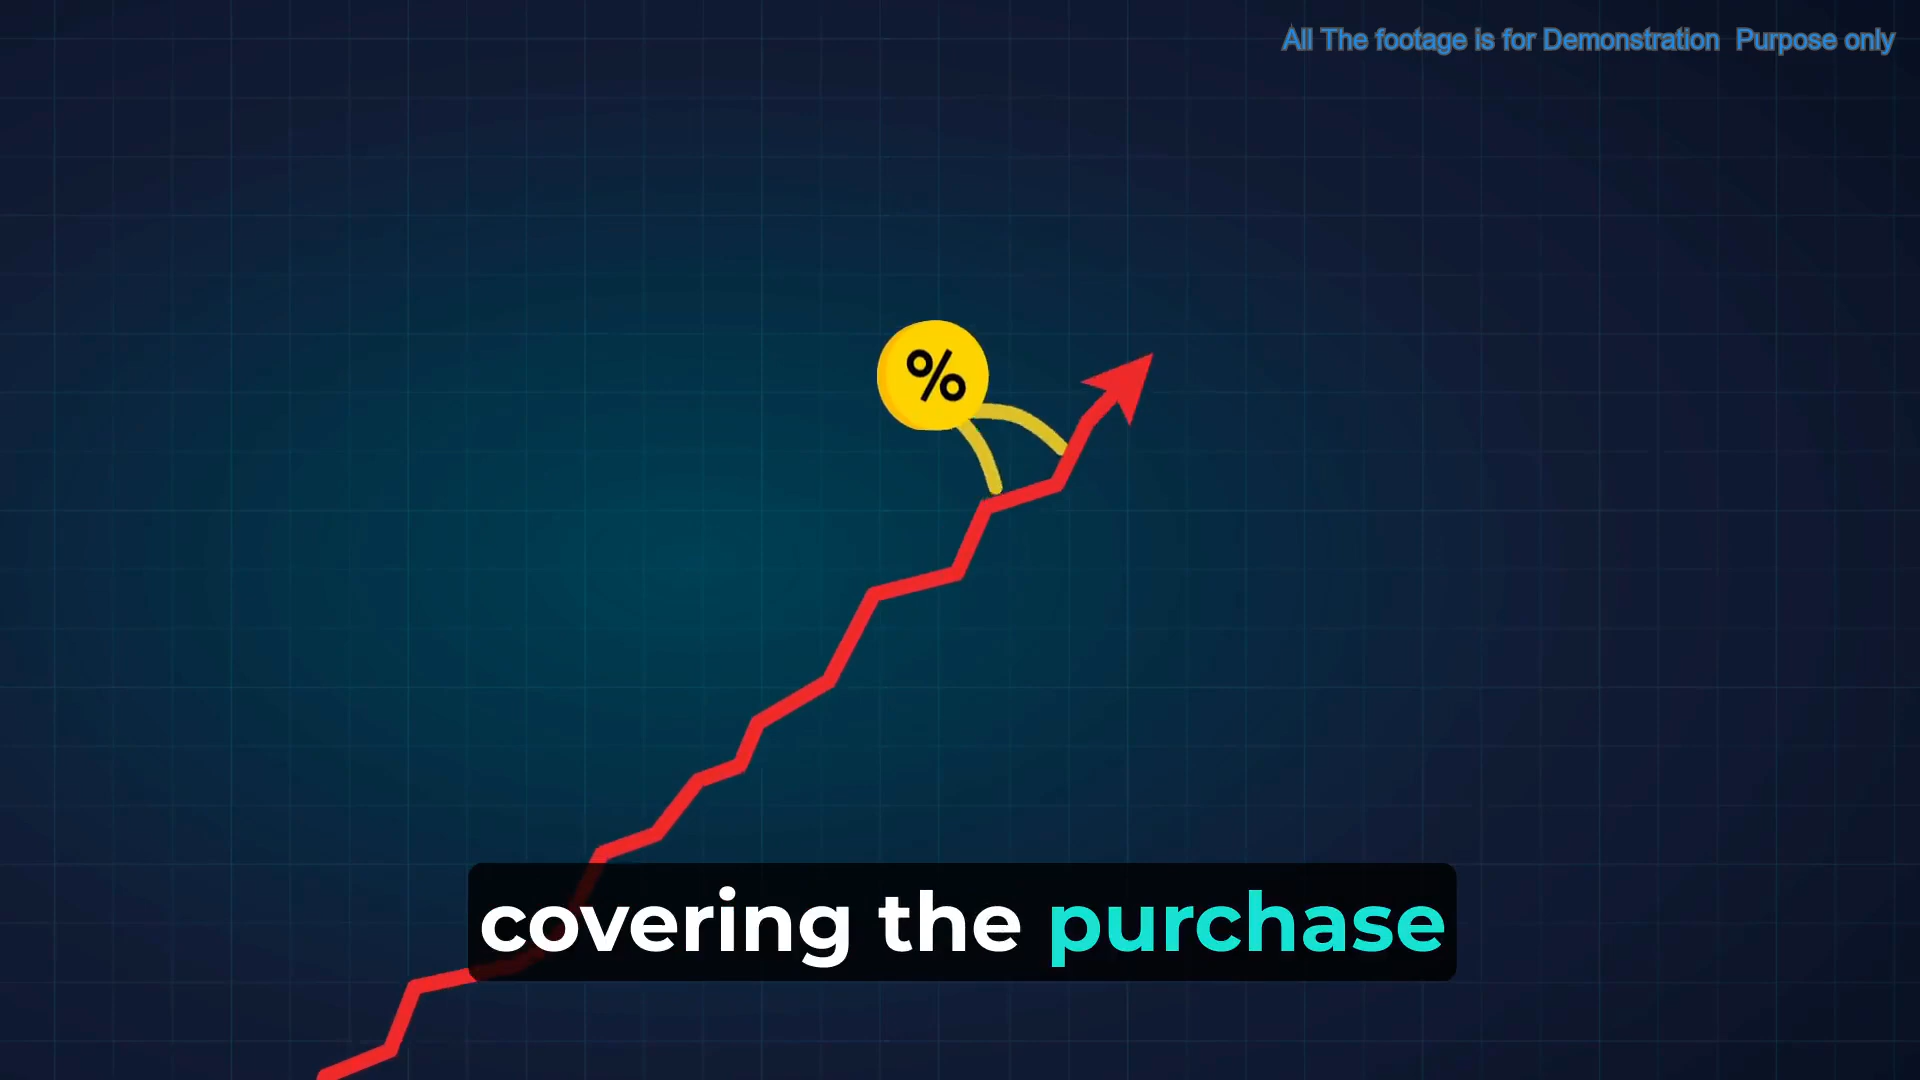 All The footage is for Demonstration  Purpose only
%
covering the purchase